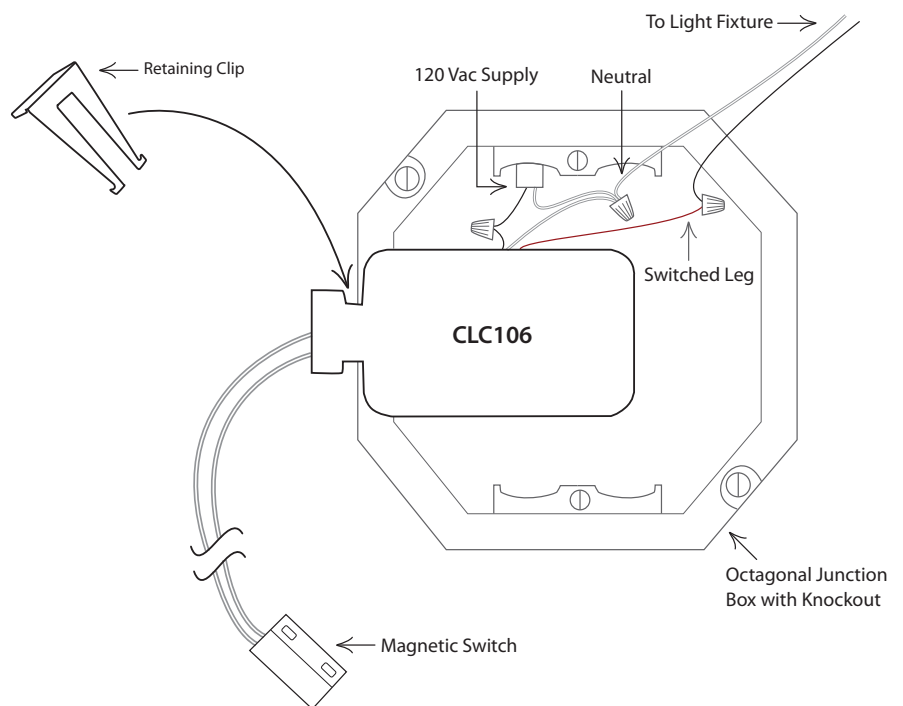 To Light Fixture
Retaining Clip
120 Vac Supply
Neutral
Switched Leg
CLC106
Octagonal Junction
Box with Knockout
Magnetic Switch